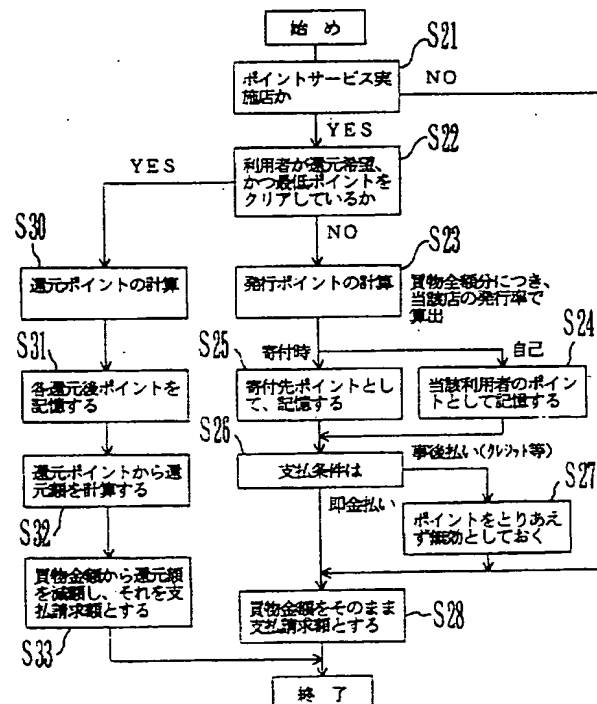 始め
S21
ポイントサービス実
施店か
NO
YES
S22
利用者が還元希望、
かつ最低ポイントを
クリアしているか
YES
NO
S30
還元ポイントの計算
S23
発行ポイントの計算
買物金額分につき、
当該店の発行率で
算出
S31
各還元後ポイントを
記憶する
S25
寄付時
寄付先ポイントとし
て、記憶する
自己
S24
当該利用者のポイン
トとして記憶する
S26
支払条件は
事後払い(クレジット等)
即金払い
S27
ポイントをとりあえ
ず無効としておく
還元ポイントから還
元額を計算する
S32
買物金額から還元額
を減額し、それを支
払請求額とする
S33
買物金額をそのまま
支払請求額とする
S28
終了